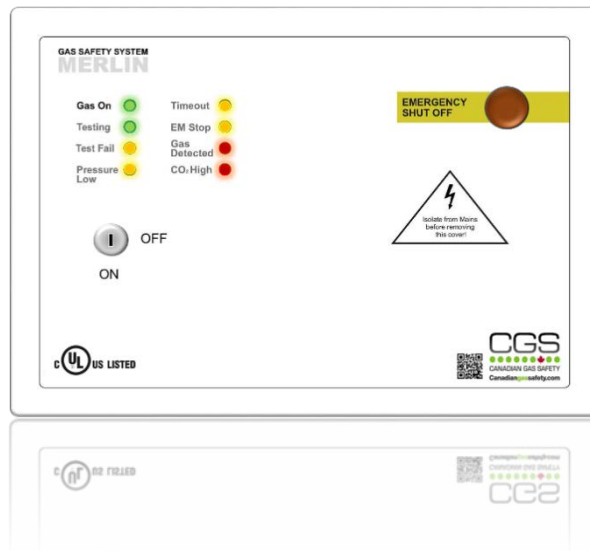 GAS SAFETY SYSTEM
MERLIN
Gas On
Timeout
Testing
EM Stop
Test Fail
Gas
Detected
Pressure
Low
CO₂ High
EMERGENCY
SHUT OFF
Isolate from Mains
before removing
this cover!
OFF
ON
C UL US LISTED
CGS
CANADIAN GAS SAFETY
Canadiangassafety.com